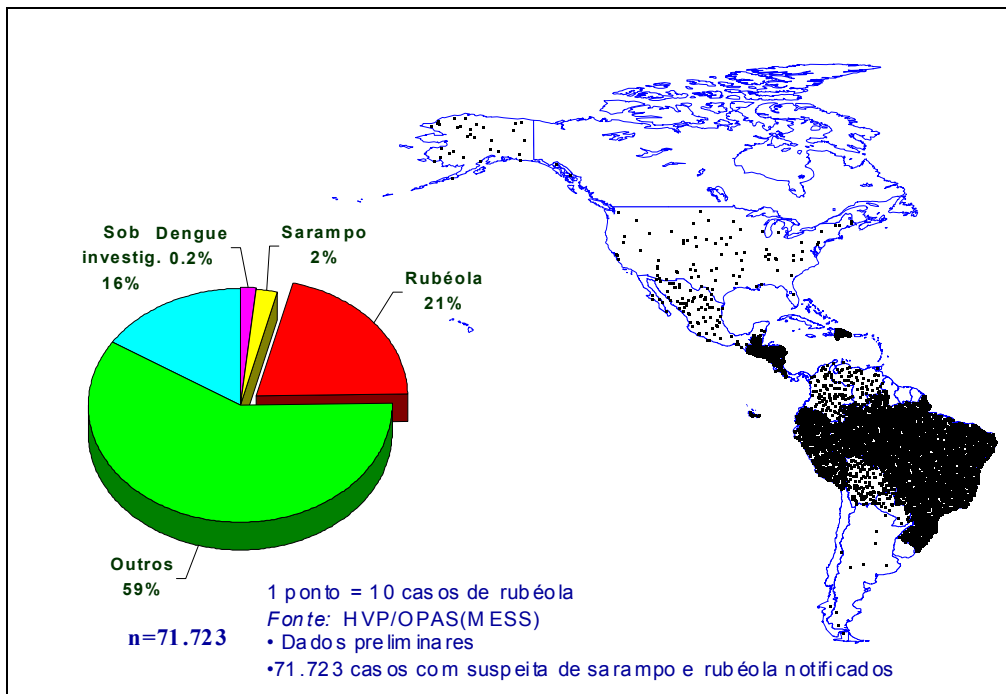 Sob Dengue
investig. 0.2%
16%
Sarampo
2%
Rubéola
21%
Outros
59%
n=71.723
1 ponto = 10 casos de rubéola
Fonte: HVP/OPAS(MESS)
• Dados preliminares
•71.723 casos com suspeita de sarampo e rubéola notificados